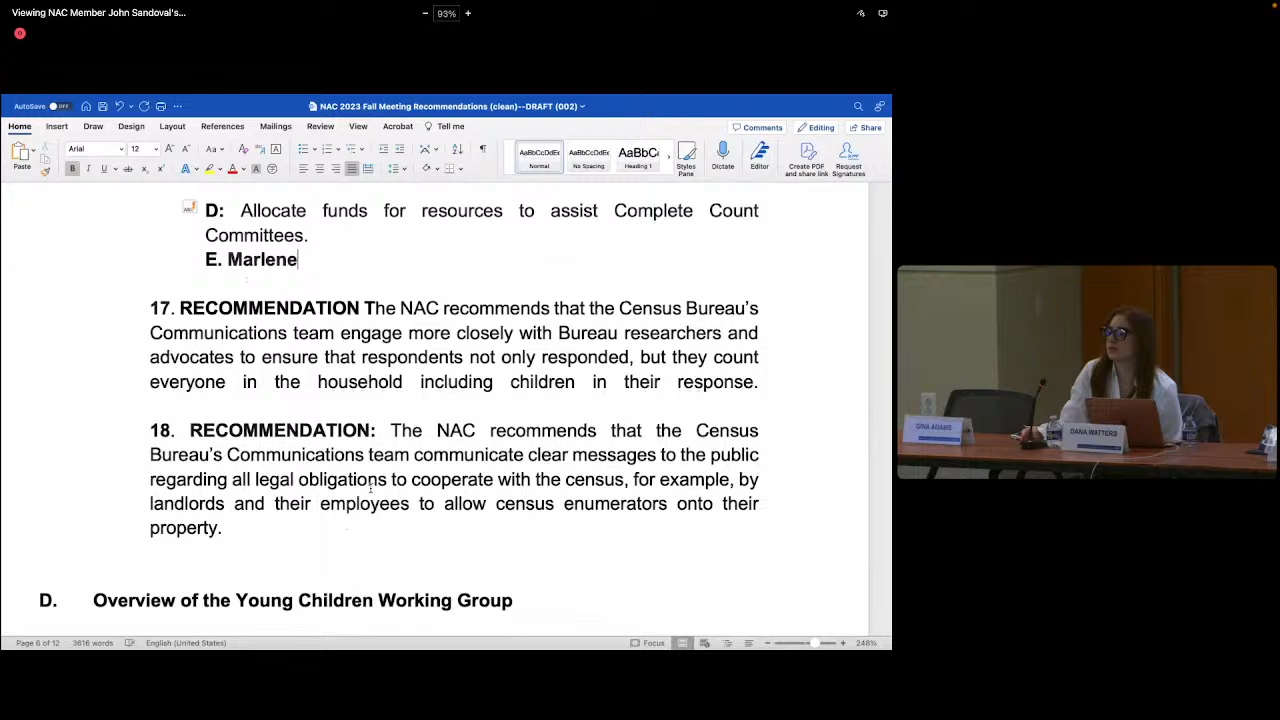 Viewing NAC Member John Sandoval's...
93%
AutoSave OFF
NAC 2023 Fall Meeting Recommendations (clean)--DRAFT (002)
Home Insert Draw Design Layout References Mailings Review View Acrobat Tell me
Comments Editing Share
Paste
Arial 12
AaBbCcDdEe Normal
AaBbCcDdEe No Spacing
AaBbC Heading 1
Styles Pane
Dictate
Editor
Create PDF and share link
Request Signatures
D: Allocate funds for resources to assist Complete Count
Committees.
E. Marlene
17. RECOMMENDATION The NAC recommends that the Census Bureau's
Communications team engage more closely with Bureau researchers and
advocates to ensure that respondents not only responded, but they count
everyone in the household including children in their response.
18. RECOMMENDATION: The NAC recommends that the Census
Bureau's Communications team communicate clear messages to the public
regarding all legal obligations to cooperate with the census, for example, by
landlords and their employees to allow census enumerators onto their
property.
D. Overview of the Young Children Working Group
Page 6 of 12 3616 words English (United States) Focus 246%
GINA ADAMS
DANA WATTERS